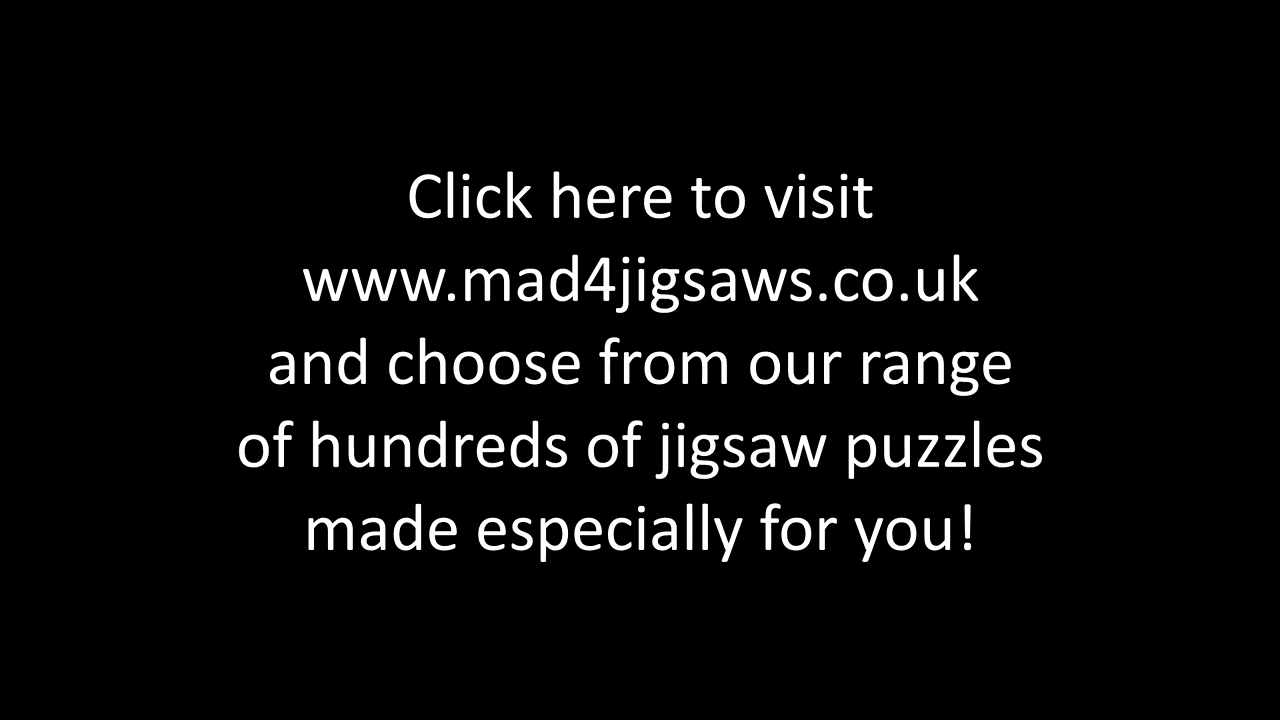 Click here to visit
www.mad4jigsaws.co.uk
and choose from our range
of hundreds of jigsaw puzzles
made especially for you!